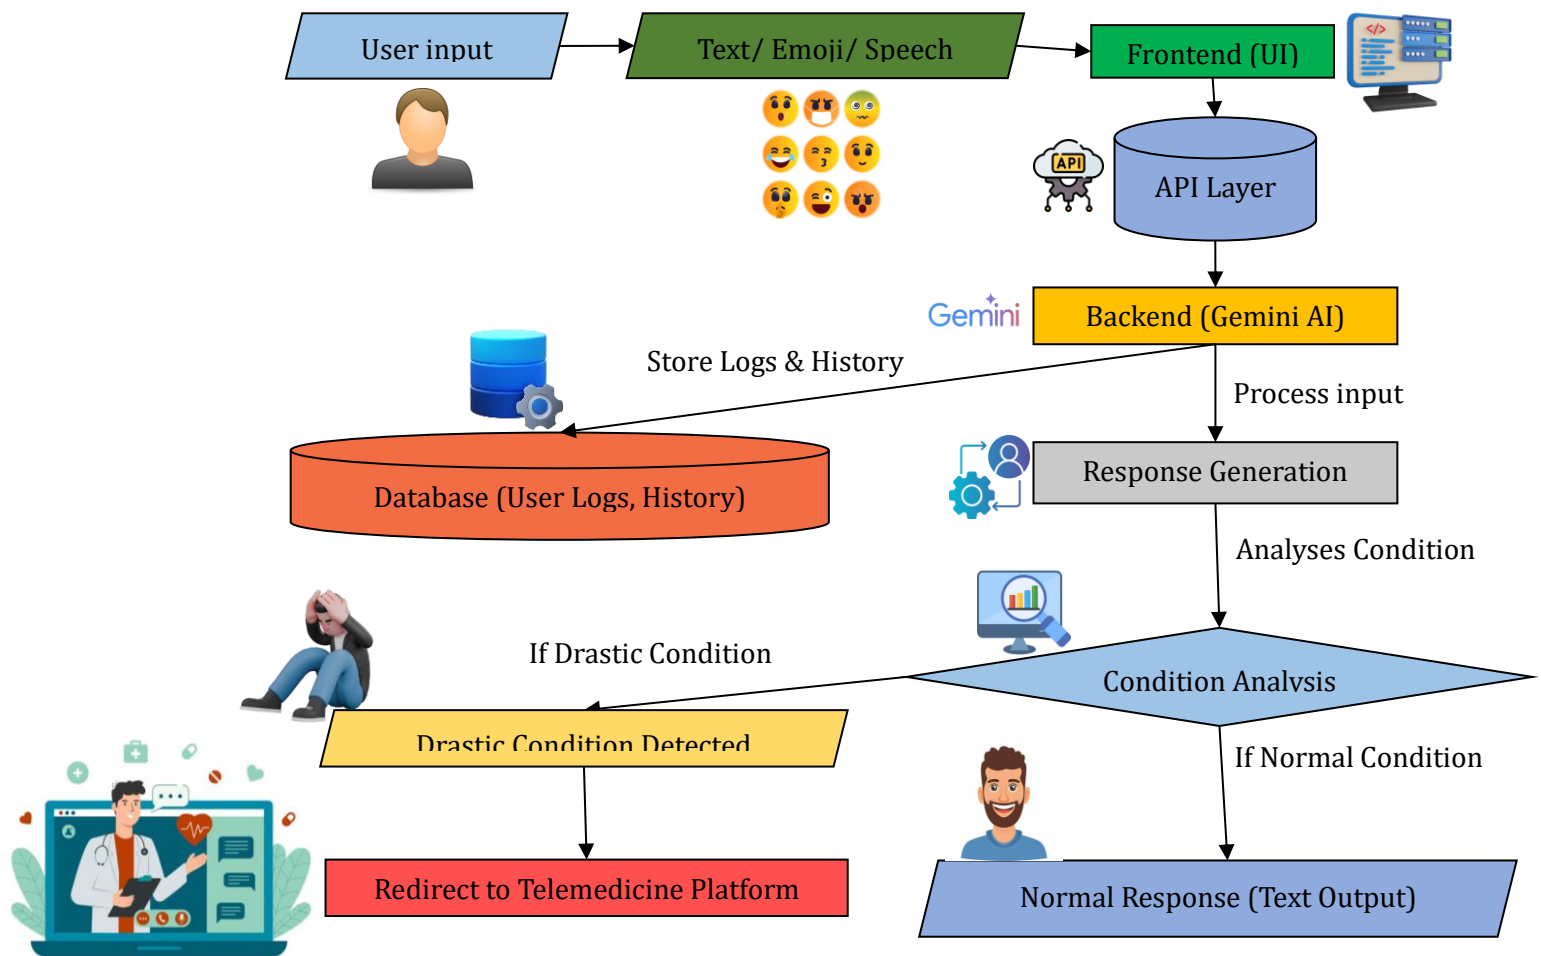 User input
Text/ Emoji/ Speech
Frontend (UI)
</>
API
API Layer
Gemini
Backend (Gemini AI)
Store Logs & History
Process input
Database (User Logs, History)
Response Generation
Analyses Condition
If Drastic Condition
Condition Analysis
Drastic Condition Detected
If Normal Condition
Redirect to Telemedicine Platform
Normal Response (Text Output)